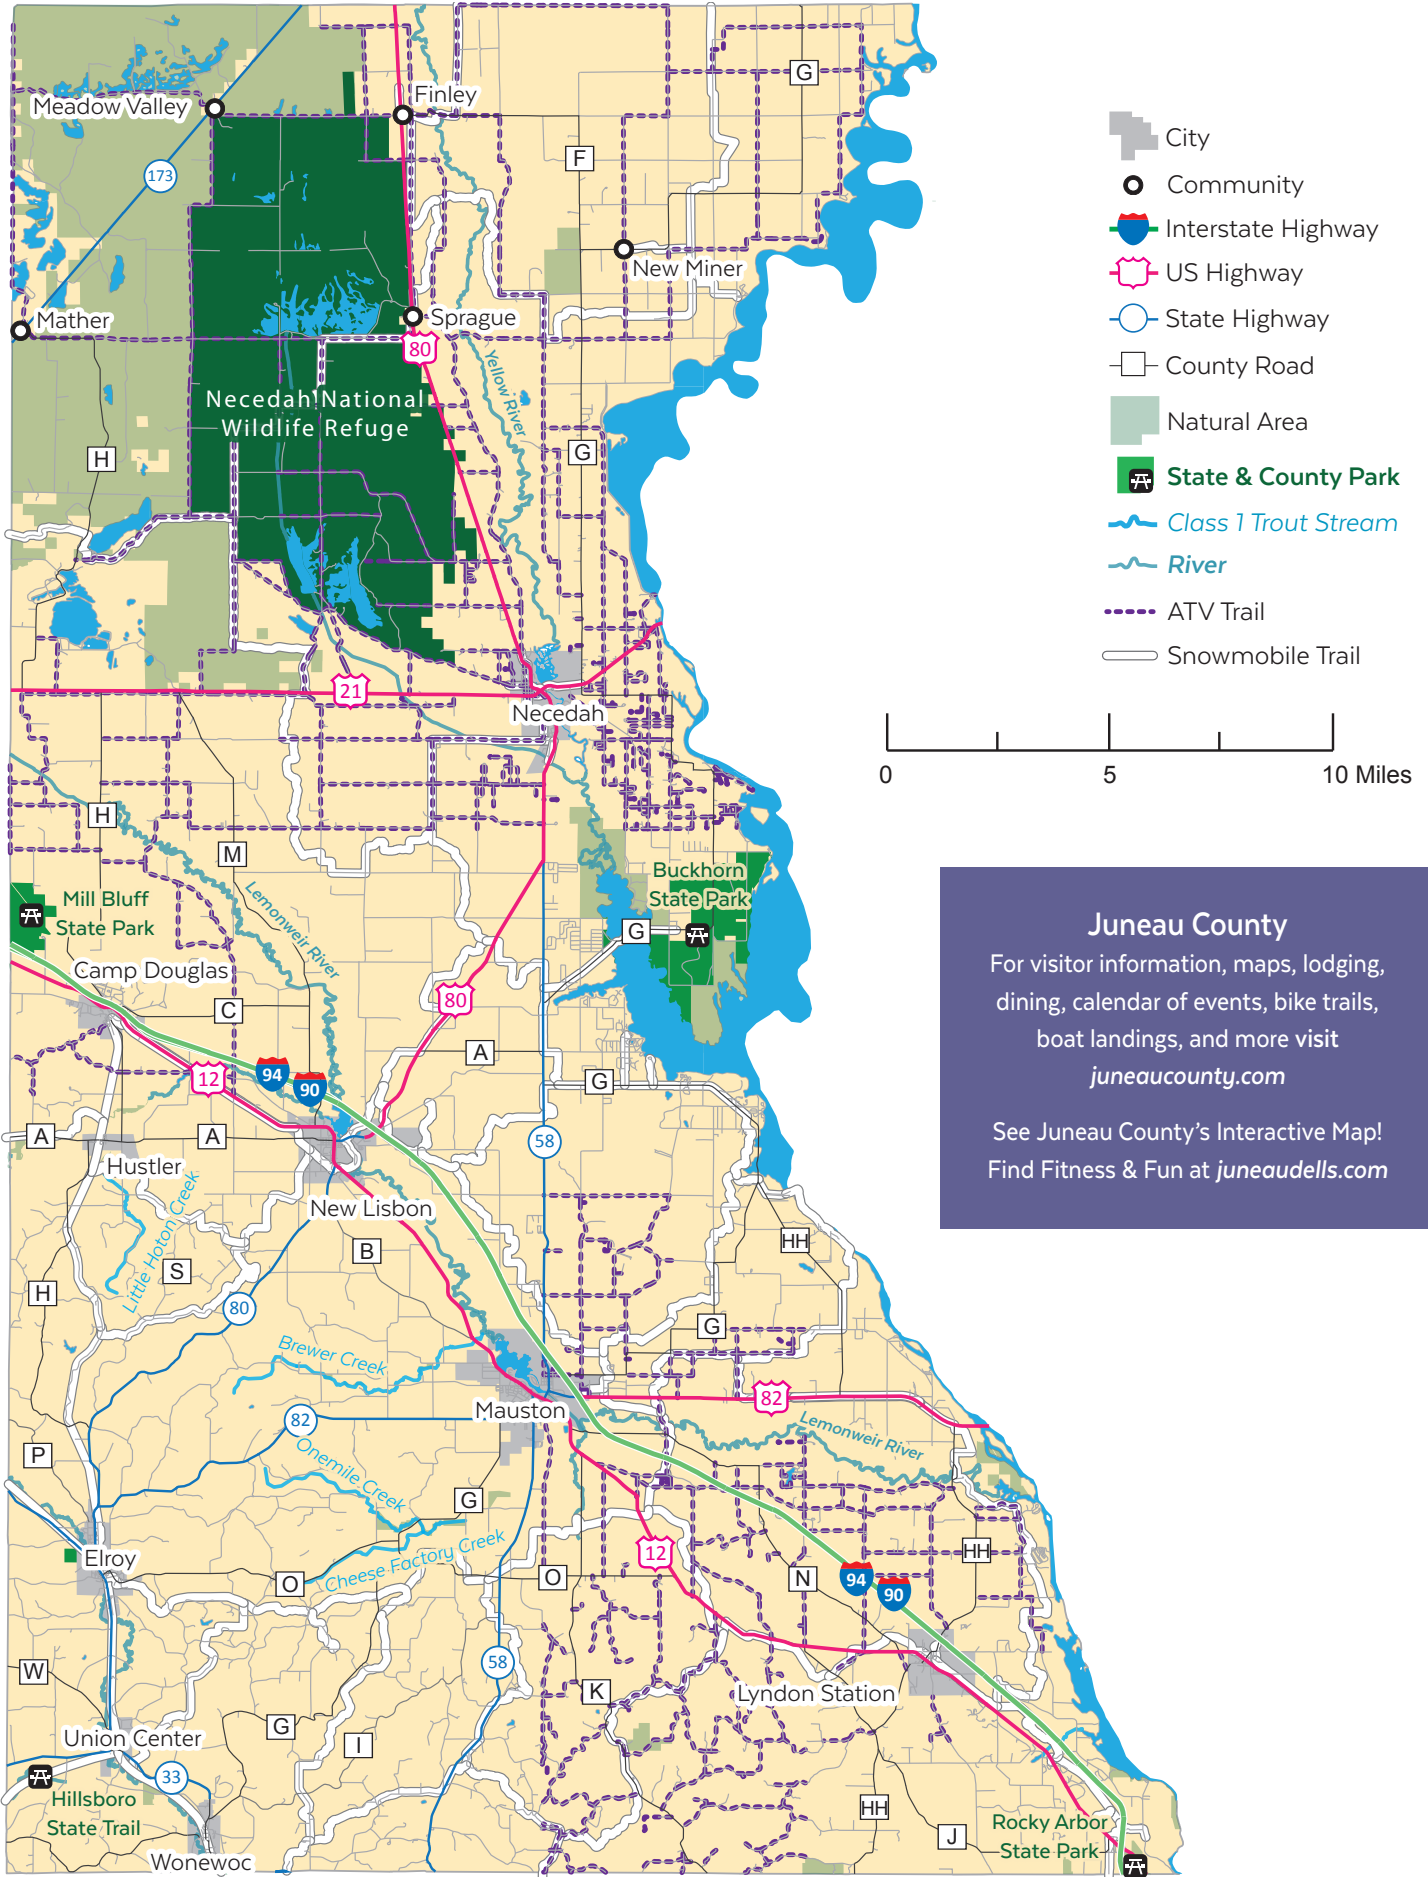 G
Finley
Meadow Valley
F
173
New Miner
Mather
Sprague
80
Yellow River
Necedah National
Wildlife Refuge
H
G
21
Necedah
H
M
Lemonweir River
Buckhorn
State Park
Mill Bluff
State Park
G
Camp Douglas
80
C
A
94
90
12
G
A
A
58
Hustler
New Lisbon
Little Hoton Creek
HH
B
S
H
80
G
Brewer Creek
82
82
Mauston
Lemonweir River
P
Onemile Creek
G
Cheese Factory Creek
12
HH
Elroy
O
O
N
94
90
58
W
K
Lyndon Station
G
Union Center
I
33
Hillsboro
State Trail
HH
Rocky Arbor
State Park
J
Wonewoc
City
Community
Interstate Highway
US Highway
State Highway
County Road
Natural Area
State & County Park
Class 1 Trout Stream
River
ATV Trail
Snowmobile Trail
0 5 10 Miles
Juneau County
For visitor information, maps, lodging,
dining, calendar of events, bike trails,
boat landings, and more visit
juneaucounty.com
See Juneau County's Interactive Map!
Find Fitness & Fun at juneaudells.com